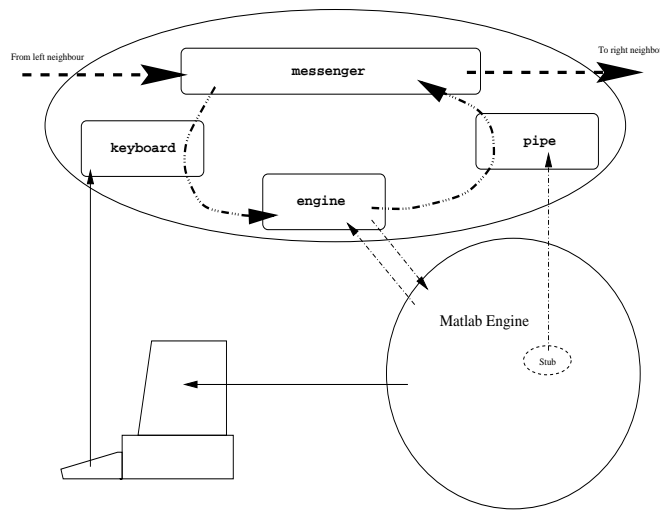 From left neighbour
To right neighbo
messenger
keyboard
pipe
engine
Matlab Engine
Stub